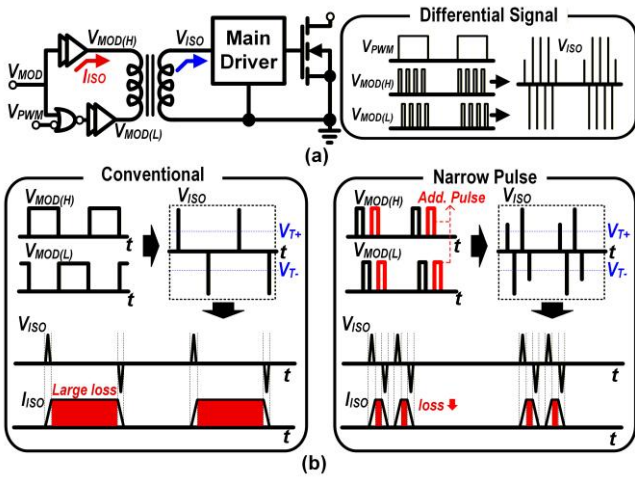 V_MOD
V_PWM
V_MOD(H)
I_ISO
V_MOD(L)
V_ISO
Main
Driver
Differential Signal
V_PWM
V_MOD(H)
V_MOD(L)
V_ISO
(a)
Conventional
V_MOD(H)
t
V_MOD(L)
t
V_ISO
V_T+
t
V_T-
V_ISO
t
Large loss
I_ISO
t
Narrow Pulse
V_MOD(H)
Add. Pulse
t
V_MOD(L)
t
V_ISO
V_T+
t
V_T-
V_ISO
t
I_ISO
loss
t
(b)